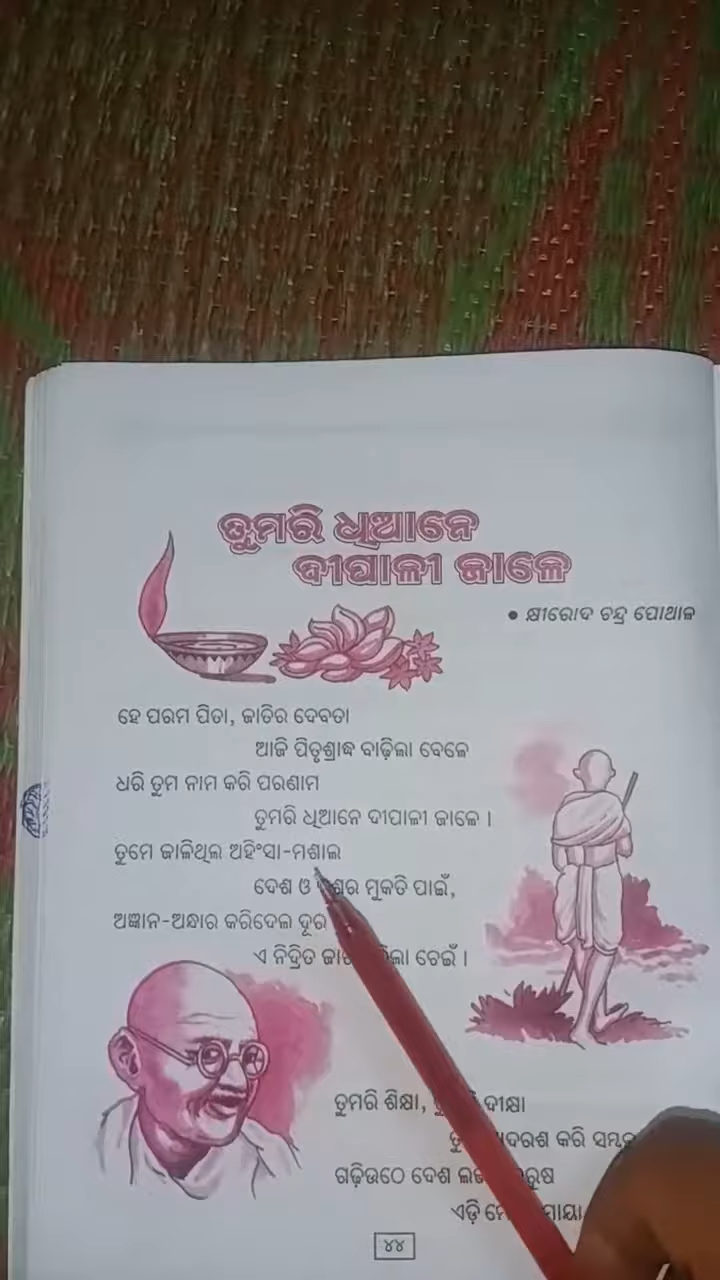 ତୁମରି ଧିଆନେ
ଦୀପାଳୀ ଜାଳେ
• କ୍ଷୀରୋଦ ଚନ୍ଦ୍ର ପୋଥାଳ
ହେ ପରମ ପିତା, ଜାତିର ଦେବତା
ଆଜି ପିତୃଶ୍ରାଦ୍ଧ ବାଢ଼ିଲା ବେଳେ
ଧରି ତୁମ ନାମ କରି ପରଣାମ
ତୁମରି ଧିଆନେ ଦୀପାଳୀ ଜାଳେ ।
ତୁମେ ଜାଳିଥିଲ ଅହିଂସା-ମଶାଲ
ଦେଶ ଓ ମୁକତି ପାଇଁ,
ଅଜ୍ଞାନ-ଅନ୍ଧାର କରିଦେଲ ଦୂର
ଏ ନିଦ୍ରିତ ଚେଇଁ ।
ତୁମରି ଶିକ୍ଷା, ଦୀକ୍ଷା
କରି
ଗଢ଼ିଉଠେ ଦେଶ
ଏଡ଼ି
୪୪